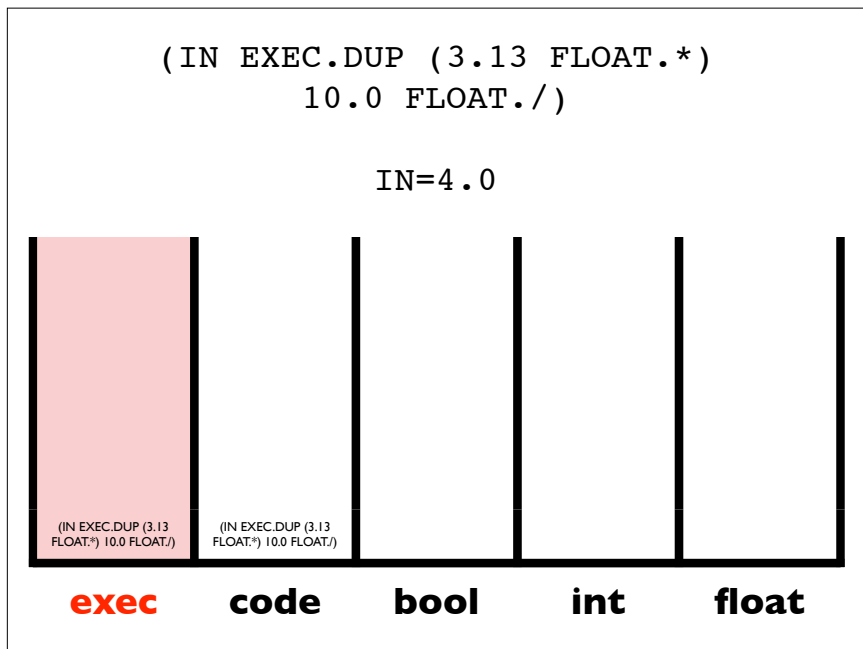 (IN EXEC.DUP (3.13 FLOAT.*)
10.0 FLOAT./)
IN=4.0
(IN EXEC.DUP (3.13
FLOAT.*) 10.0 FLOAT./)
(IN EXEC.DUP (3.13
FLOAT.*) 10.0 FLOAT./)
exec code bool int float